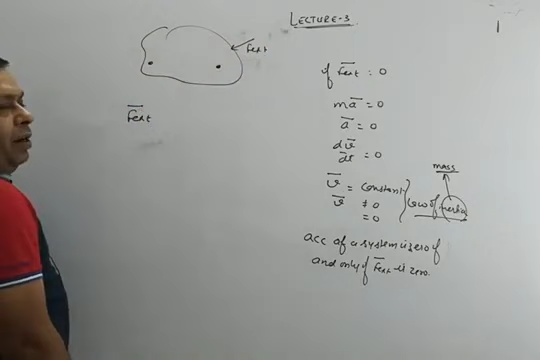 LECTURE-3
1
Fext
if Fext = 0
Fext
ma = 0
a = 0
dv/dt = 0
MASS
v = constant
v ≠ 0
= 0
Law of inertia
acc of a system is zero if
and only if Fext is zero.